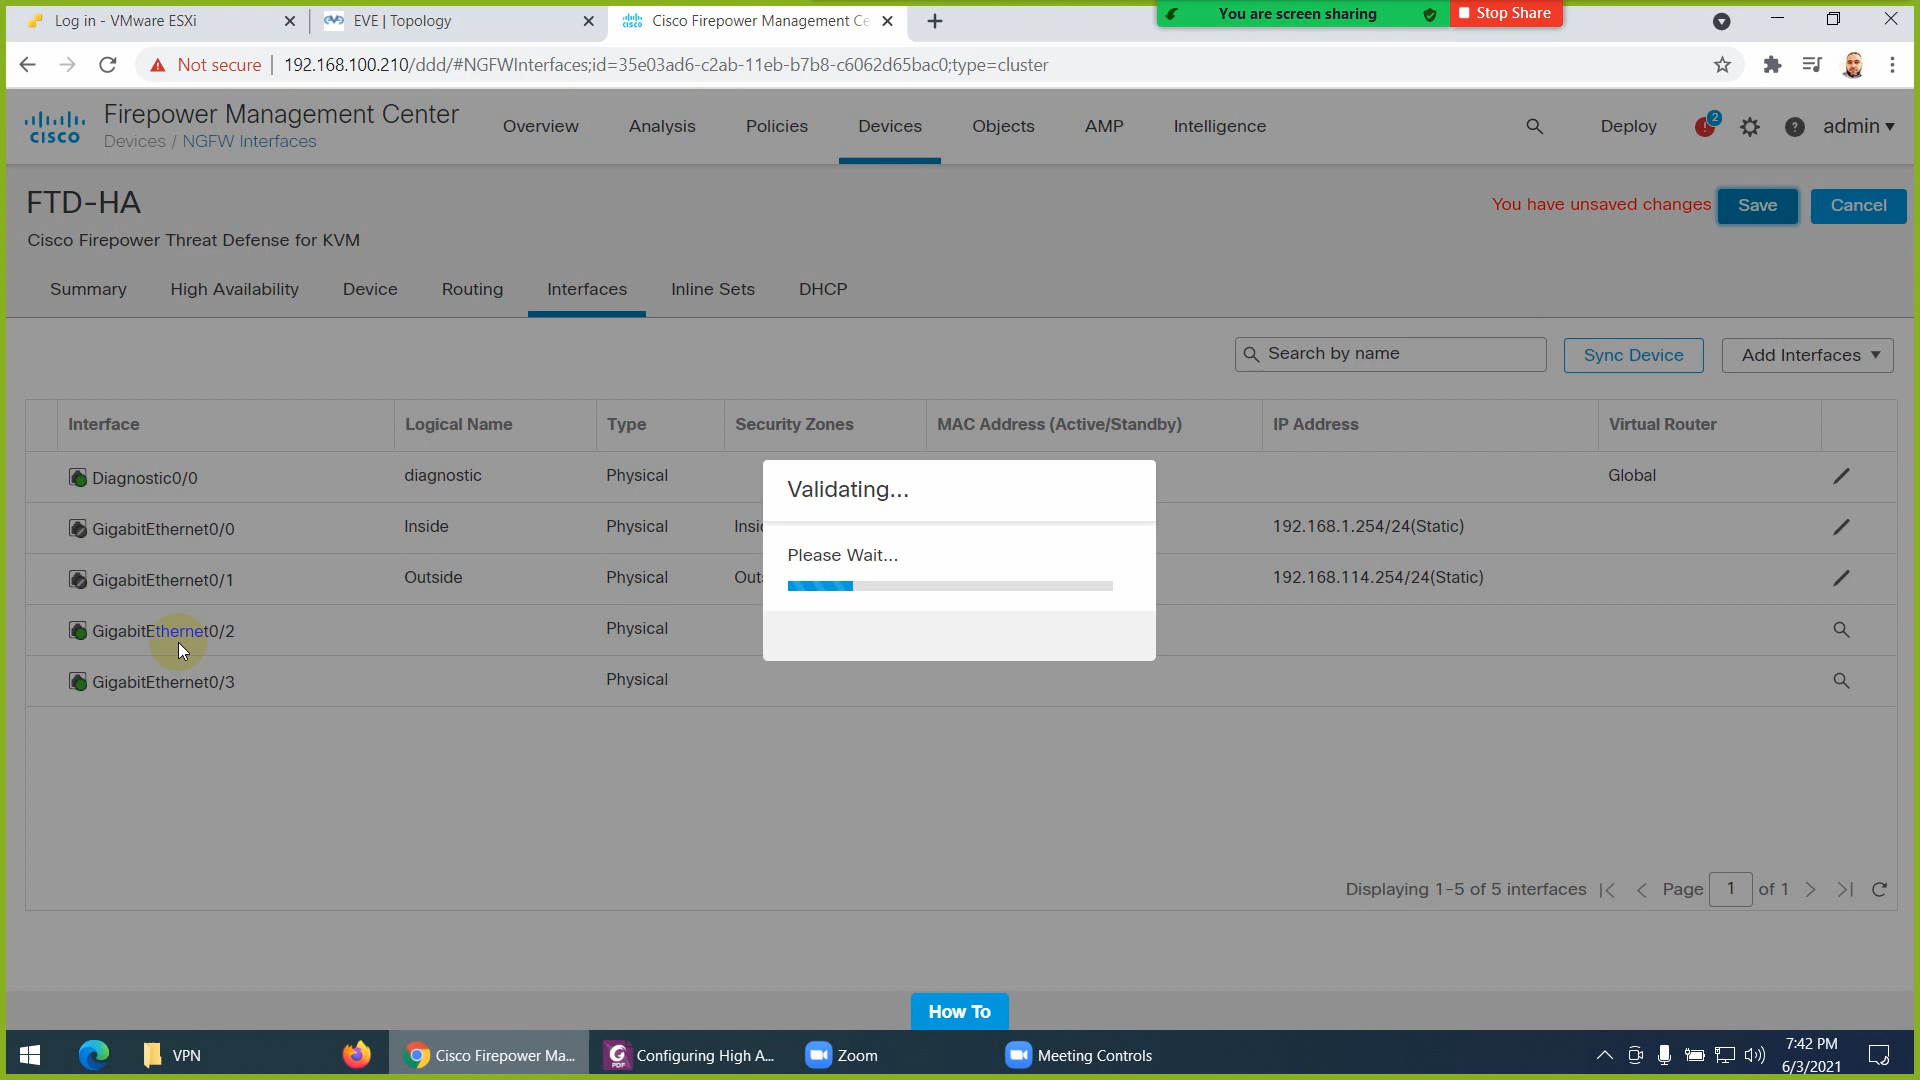 Log in - VMware ESXi
EVE | Topology
Cisco Firepower Management Ce
You are screen sharing
Stop Share
Not secure
192.168.100.210/ddd/#NGFWInterfaces;id=35e03ad6-c2ab-11eb-b7b8-c6062d65bac0;type=cluster
CISCO
Firepower Management Center
Devices / NGFW Interfaces
Overview
Analysis
Policies
Devices
Objects
AMP
Intelligence
Deploy
2
admin
FTD-HA
You have unsaved changes
Save
Cancel
Cisco Firepower Threat Defense for KVM
Summary
High Availability
Device
Routing
Interfaces
Inline Sets
DHCP
Search by name
Sync Device
Add Interfaces
Interface
Logical Name
Type
Security Zones
MAC Address (Active/Standby)
IP Address
Virtual Router
Diagnostic0/0
diagnostic
Physical
Global
GigabitEthernet0/0
Inside
Physical
Insi
192.168.1.254/24(Static)
GigabitEthernet0/1
Outside
Physical
Out
192.168.114.254/24(Static)
GigabitEthernet0/2
Physical
GigabitEthernet0/3
Physical
Validating...
Please Wait...
Displaying 1-5 of 5 interfaces
Page 1 of 1
How To
VPN
Cisco Firepower Ma...
PDF
Configuring High A...
Zoom
Meeting Controls
7:42 PM
6/3/2021